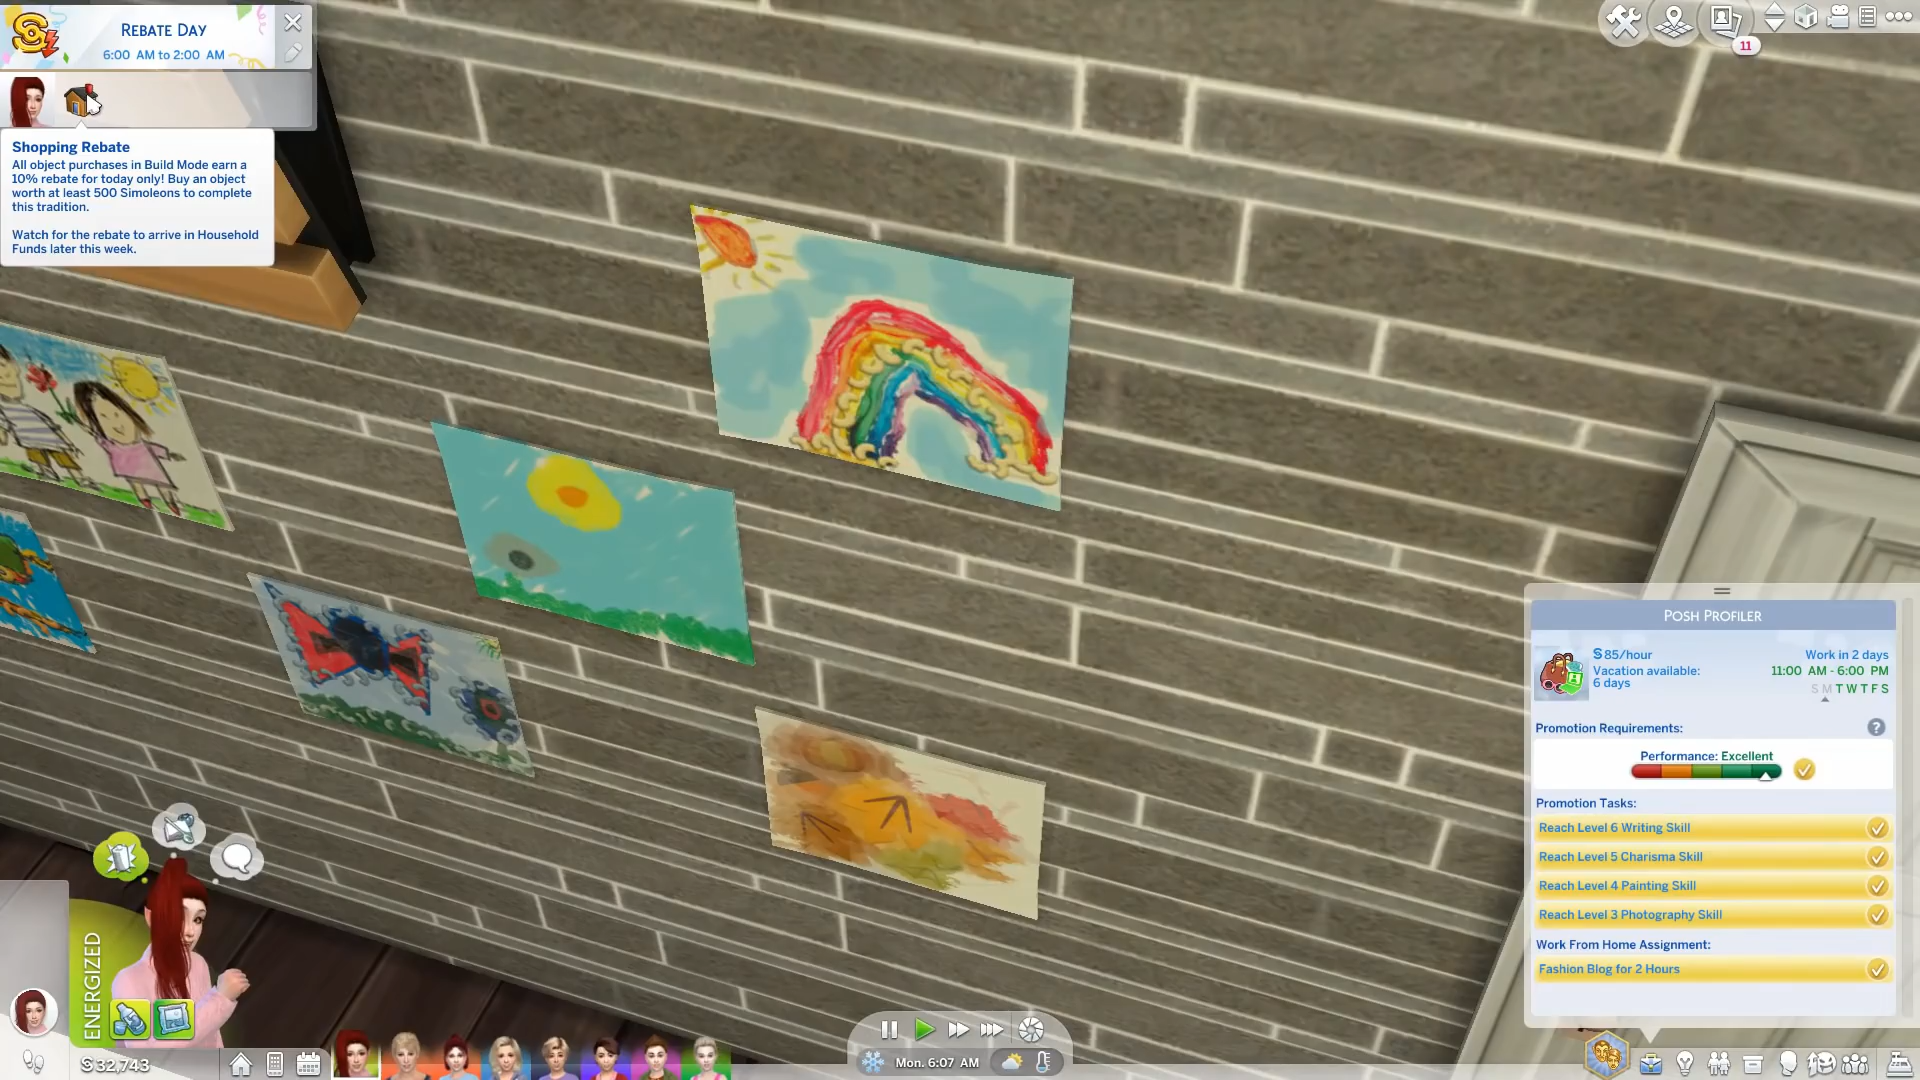 REBATE DAY
6:00 AM to 2:00 AM
Shopping Rebate
All object purchases in Build Mode earn a
10% rebate for today only! Buy an object
worth at least 500 Simoleons to complete
this tradition.
Watch for the rebate to arrive in Household
Funds later this week.
11
POSH PROFILER
§85/hour
Work in 2 days
Vacation available:
6 days
11:00 AM - 6:00 PM
S M T W T F S
Promotion Requirements:
?
Performance: Excellent
Promotion Tasks:
Reach Level 6 Writing Skill
Reach Level 5 Charisma Skill
Reach Level 4 Painting Skill
Reach Level 3 Photography Skill
Work From Home Assignment:
Fashion Blog for 2 Hours
ENERGIZED
§32,743
Mon. 6:07 AM